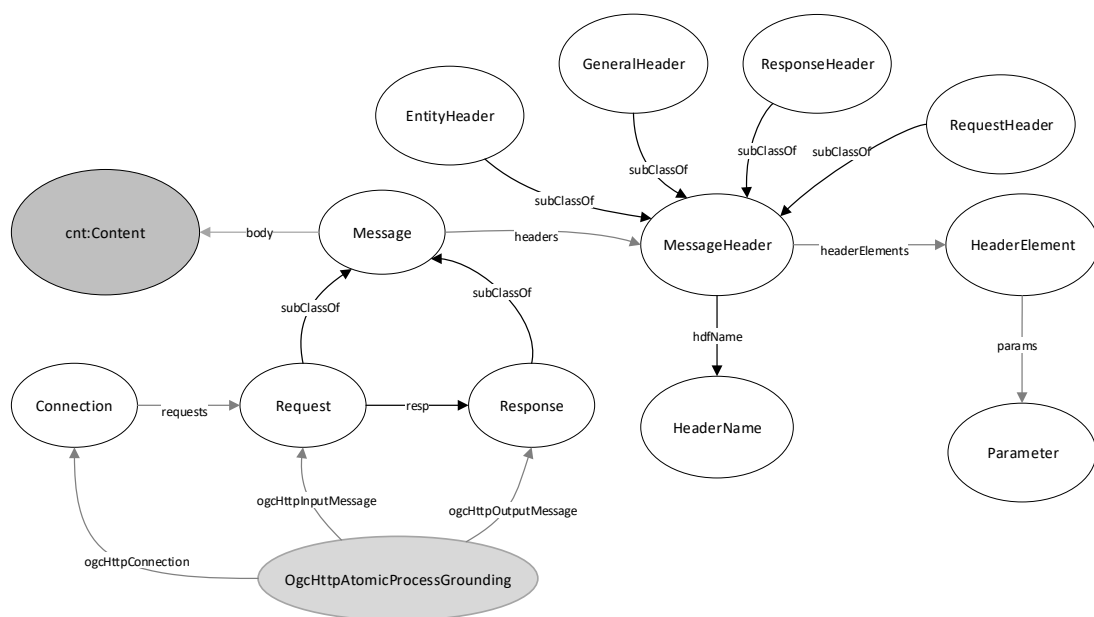 GeneralHeader
ResponseHeader
EntityHeader
RequestHeader
subClassOf
subClassOf
subClassOf
subClassOf
cnt:Content
body
Message
headers
MessageHeader
headerElements
HeaderElement
subClassOf
subClassOf
hdfName
params
Connection
requests
Request
resp
Response
HeaderName
Parameter
ogcHttpInputMessage
ogcHttpOutputMessage
ogcHttpConnection
OgcHttpAtomicProcessGrounding